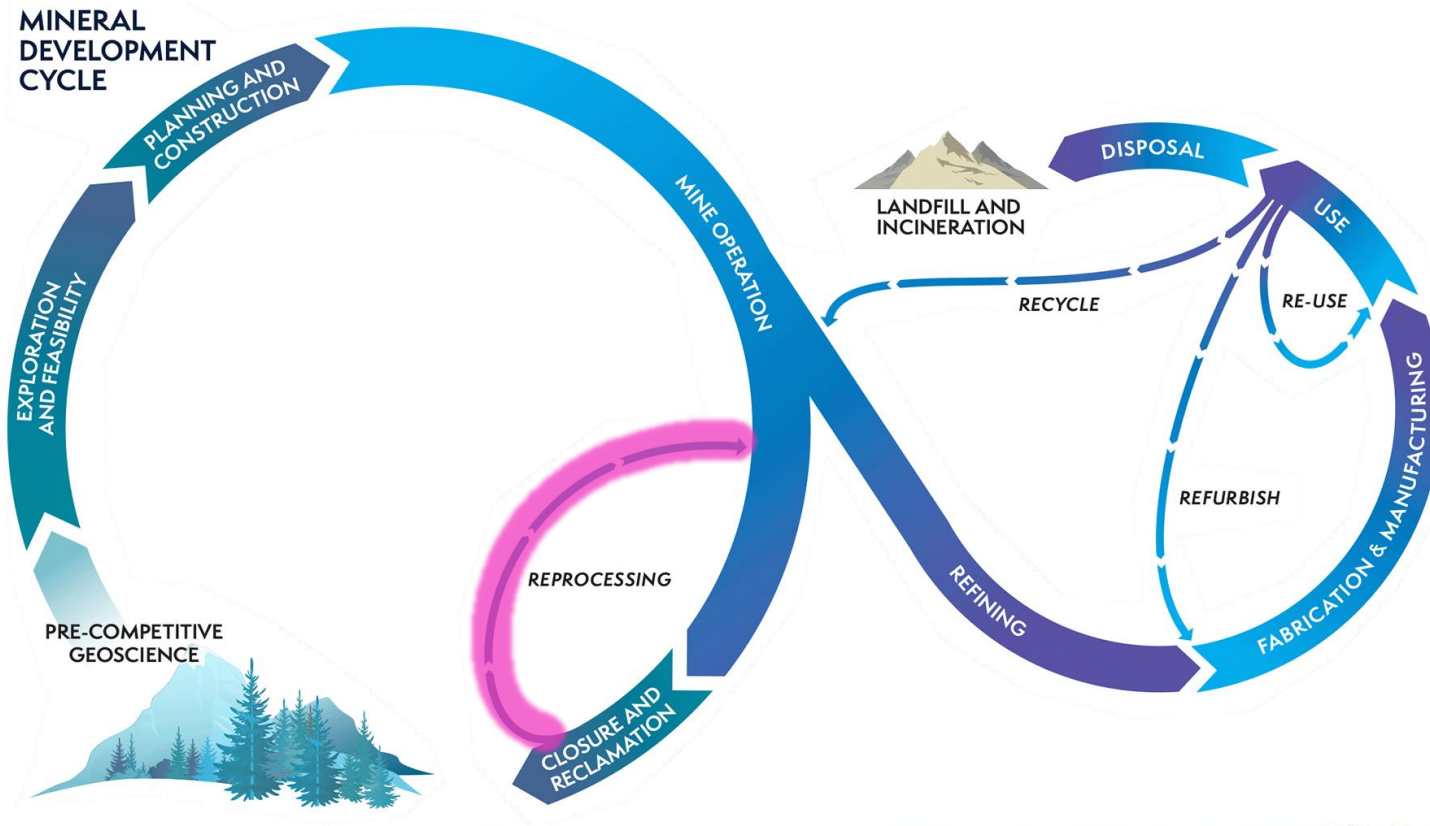 MINERAL
DEVELOPMENT
CYCLE
PLANNING AND
CONSTRUCTION
EXPLORATION
AND FEASIBILITY
PRE-COMPETITIVE
GEOSCIENCE
MINE OPERATION
REPROCESSING
CLOSURE AND
RECLAMATION
LANDFILL AND
INCINERATION
DISPOSAL
USE
RECYCLE
RE-USE
REFURBISH
REFINING
FABRICATION & MANUFACTURING